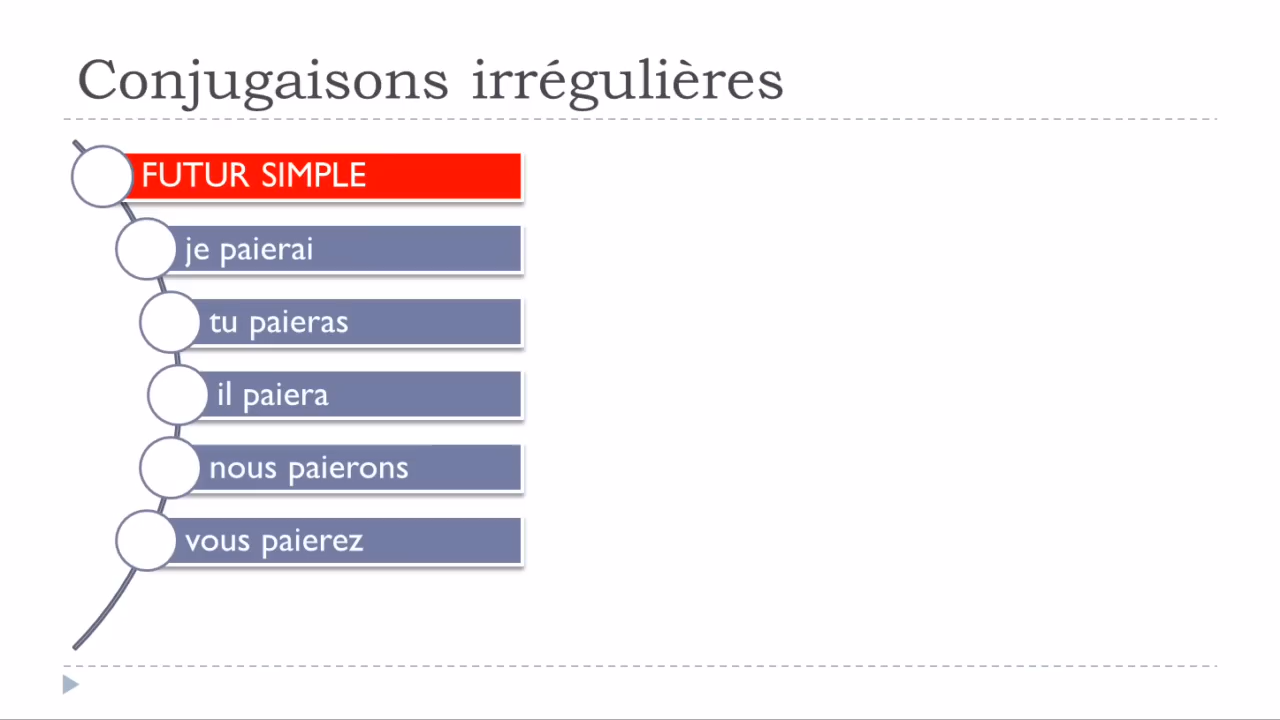 Conjugaisons irrégulières
FUTUR SIMPLE
je paierai
tu paieras
il paiera
nous paierons
vous paierez